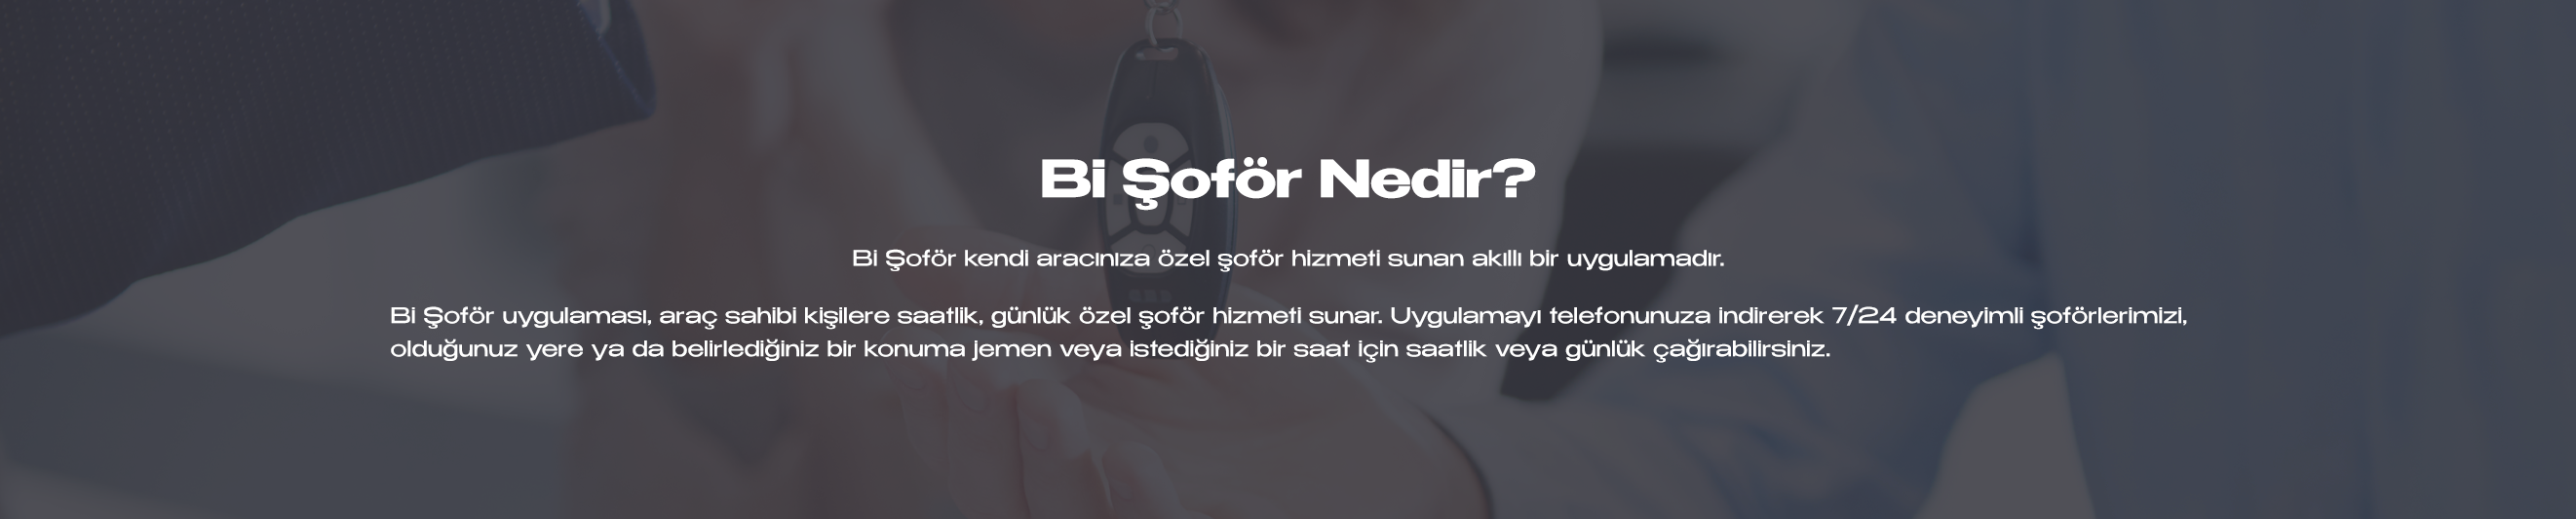 Bi Şoför Nedir?
Bi Şoför kendi aracınıza özel şoför hizmeti sunan akıllı bir uygulamadır.
Bi Şoför uygulaması, araç sahibi kişilere saatlik, günlük özel şoför hizmeti sunar. Uygulamayı telefonunuza indirerek 7/24 deneyimli şoförlerimizi,
olduğunuz yere ya da belirlediğiniz bir konuma jemen veya istediğiniz bir saat için saatlik veya günlük çağırabilirsiniz.